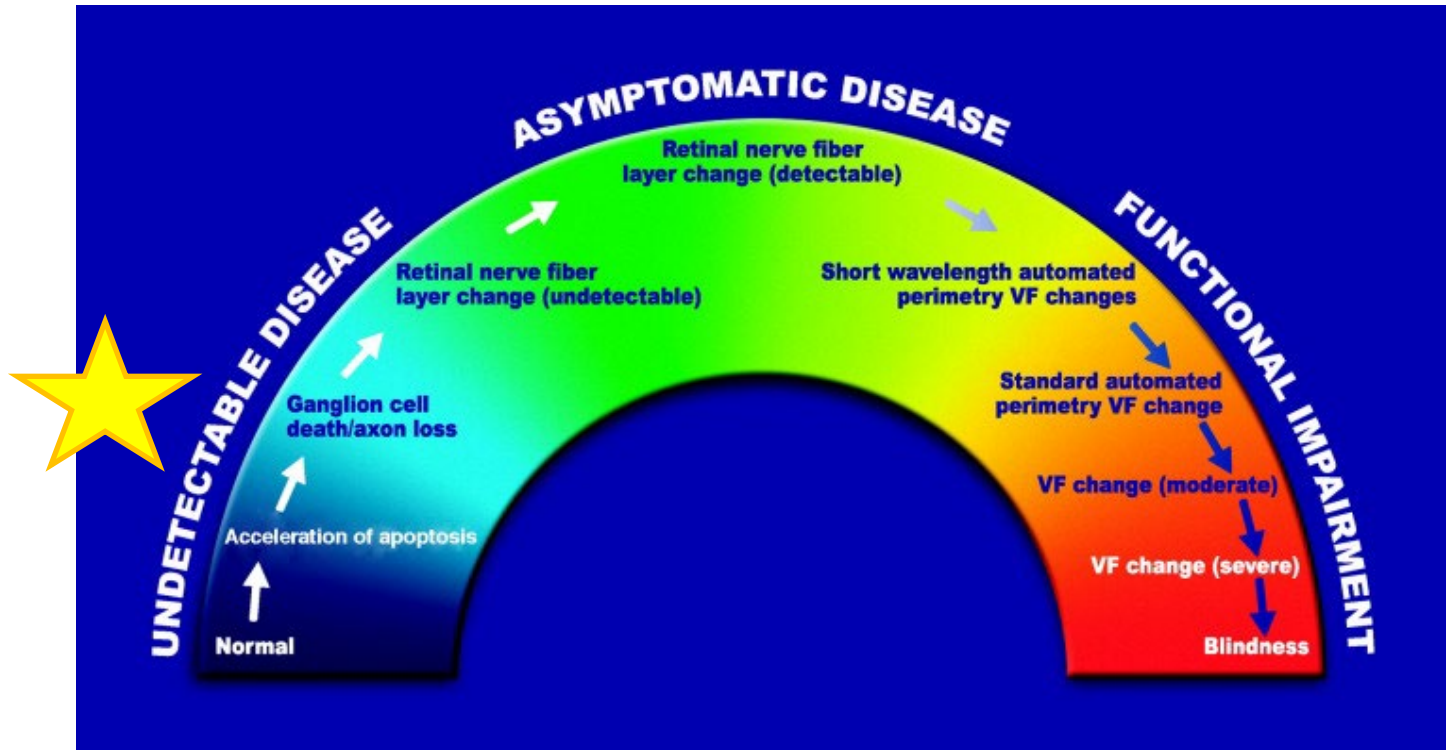 UNDETECTABLE DISEASE
ASYMPTOMATIC DISEASE
FUNCTIONAL IMPAIRMENT
Normal
Acceleration of apoptosis
Ganglion cell
death/axon loss
Retinal nerve fiber
layer change (undetectable)
Retinal nerve fiber
layer change (detectable)
Short wavelength automated
perimetry VF changes
Standard automated
perimetry VF change
VF change (moderate)
VF change (severe)
Blindness